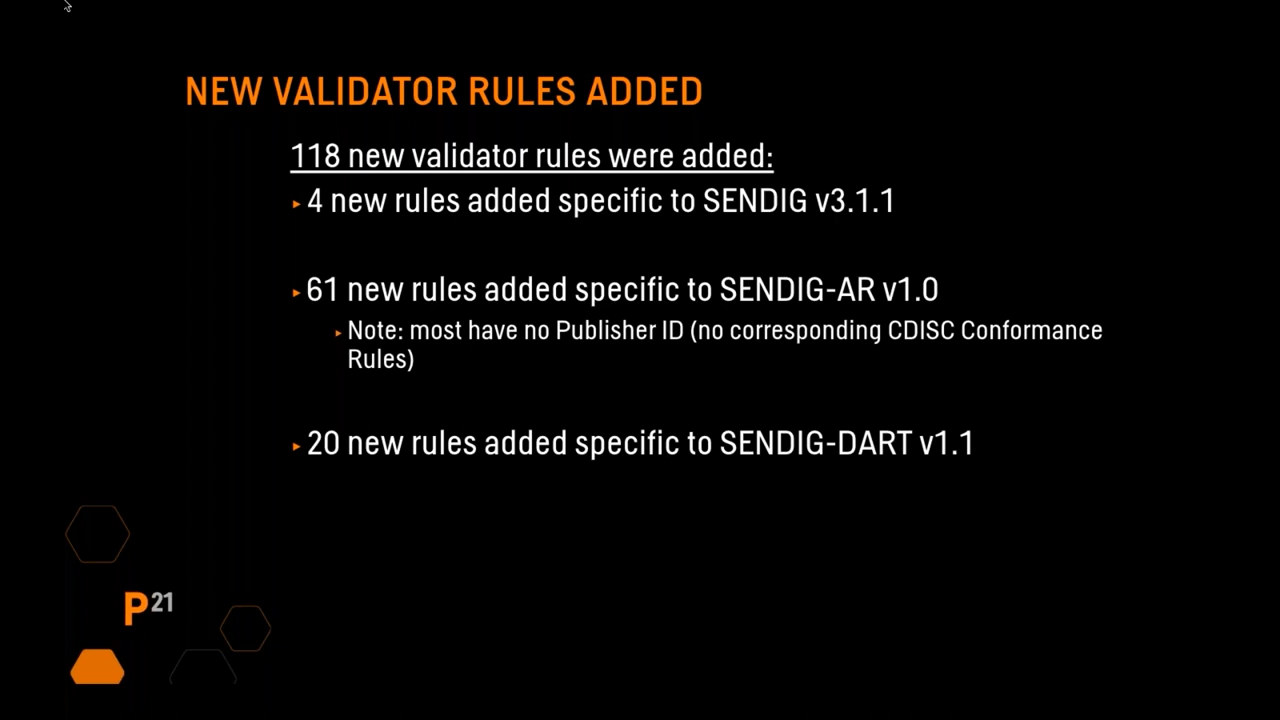 NEW VALIDATOR RULES ADDED
118 new validator rules were added:
4 new rules added specific to SENDIG v3.1.1
61 new rules added specific to SENDIG-AR v1.0
Note: most have no Publisher ID (no corresponding CDISC Conformance
Rules)
20 new rules added specific to SENDIG-DART v1.1
P21